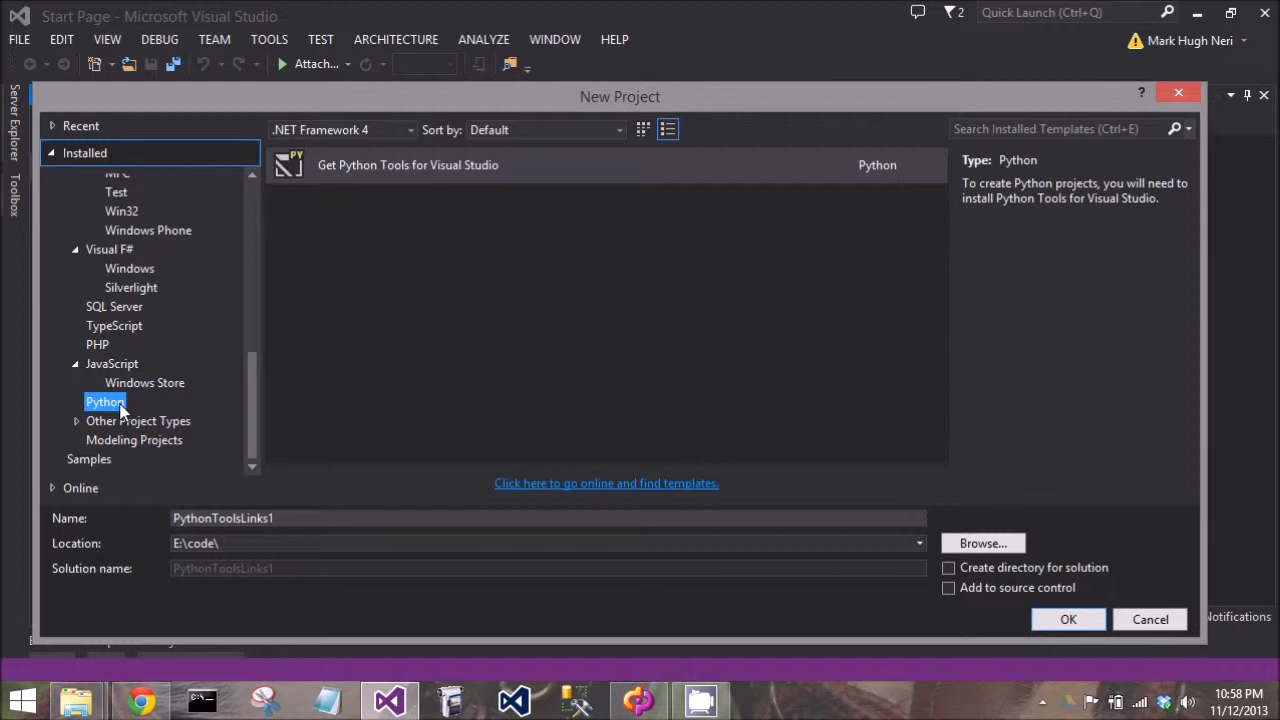 Start Page - Microsoft Visual Studio
2
Quick Launch (Ctrl+Q)
FILE EDIT VIEW DEBUG TEAM TOOLS TEST ARCHITECTURE ANALYZE WINDOW HELP
Mark Hugh Neri
Attach...
Server Explorer
Toolbox
New Project
?
Recent
.NET Framework 4
Sort by: Default
Search Installed Templates (Ctrl+E)
Installed
PY
Get Python Tools for Visual Studio
Python
Type: Python
To create Python projects, you will need to
install Python Tools for Visual Studio.
MFC
Test
Win32
Windows Phone
Visual F#
Windows
Silverlight
SQL Server
TypeScript
PHP
JavaScript
Windows Store
Python
Other Project Types
Modeling Projects
Samples
Online
Click here to go online and find templates.
Name: PythonToolsLinks1
Location: E:\code\
Browse...
Solution name: PythonToolsLinks1
Create directory for solution
Add to source control
OK
Cancel
Notifications
10:58 PM
11/12/2013